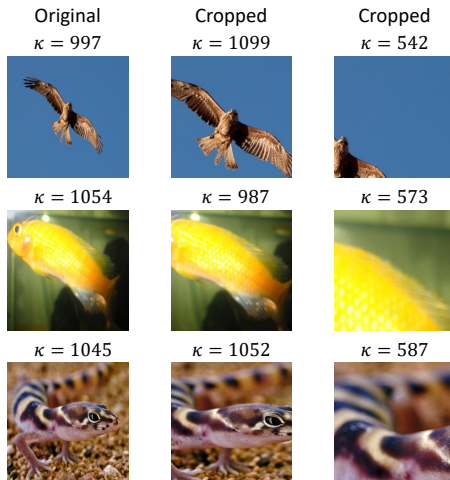 Original Cropped Cropped
κ = 997 κ = 1099 κ = 542
κ = 1054 κ = 987 κ = 573
κ = 1045 κ = 1052 κ = 587